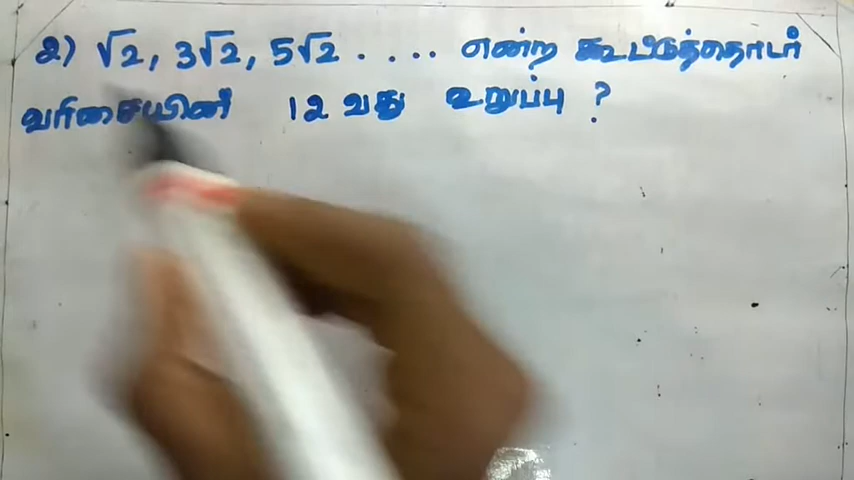 2) √2, 3√2, 5√2 . . . . என்ற கூட்டுத்தொடர்
வரிசையின் 12 வது உறுப்பு ?